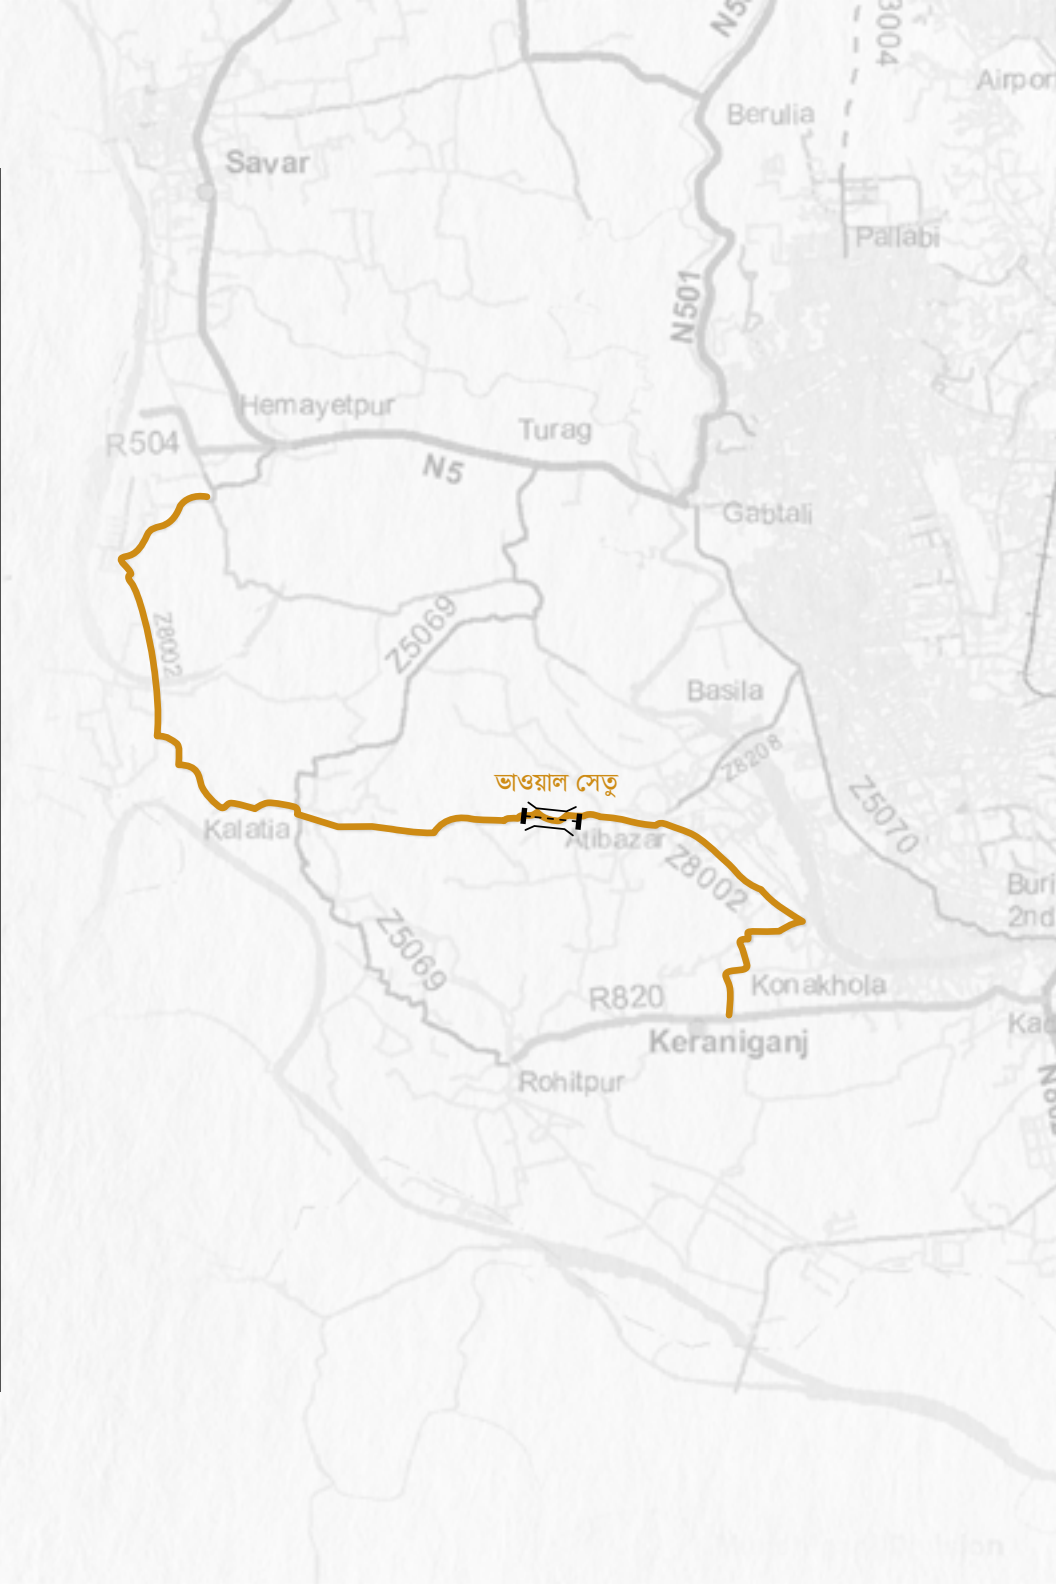 3004
Airpor
Berulia
Savar
Pallabi
N501
Hemayetpur
Turag
R504
N5
Gabtali
Z5069
Z8002
Basila
Z8208
ভাওয়াল সেতু
Z5070
Kalatia
Atibazar
Z8002
Buri
2nd
Z5069
Konakhola
R820
Keraniganj
Rohitpur